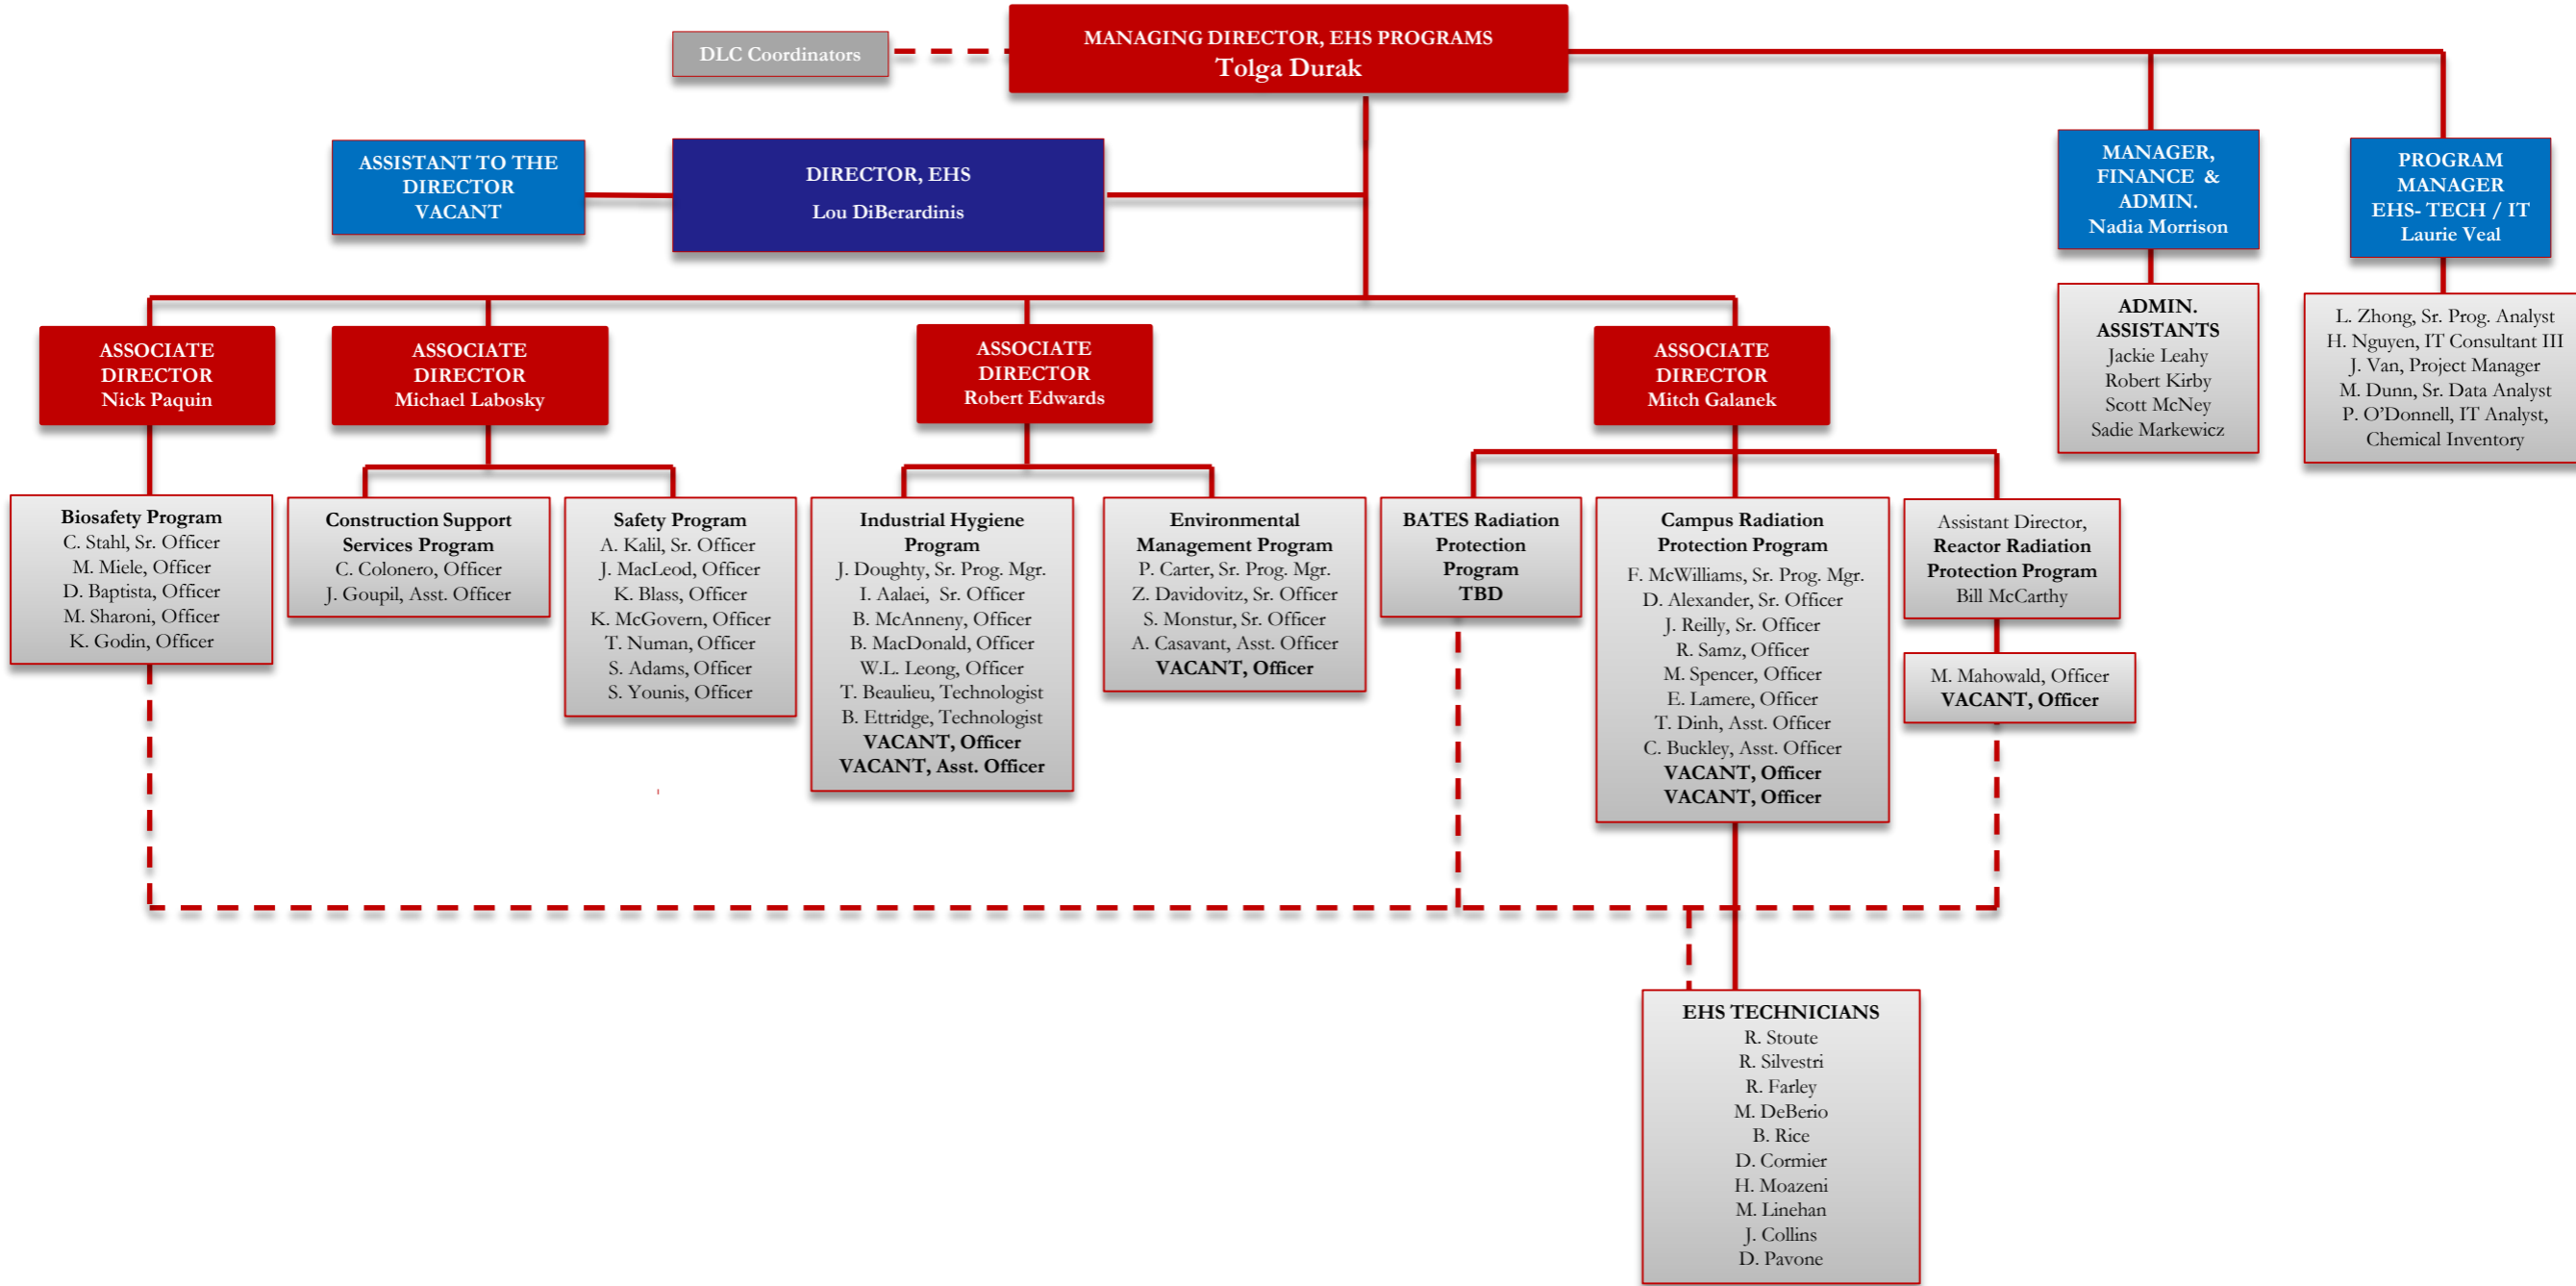 DLC Coordinators
MANAGING DIRECTOR, EHS PROGRAMS
Tolga Durak
ASSISTANT TO THE
DIRECTOR
VACANT
DIRECTOR, EHS
Lou DiBerardinis
MANAGER,
FINANCE &
ADMIN.
Nadia Morrison
PROGRAM
MANAGER
EHS- TECH / IT
Laurie Veal
ADMIN.
ASSISTANTS
Jackie Leahy
Robert Kirby
Scott McNey
Sadie Markewicz
L. Zhong, Sr. Prog. Analyst
H. Nguyen, IT Consultant III
J. Van, Project Manager
M. Dunn, Sr. Data Analyst
P. O’Donnell, IT Analyst,
Chemical Inventory
ASSOCIATE
DIRECTOR
Nick Paquin
ASSOCIATE
DIRECTOR
Michael Labosky
ASSOCIATE
DIRECTOR
Robert Edwards
ASSOCIATE
DIRECTOR
Mitch Galanek
Biosafety Program
C. Stahl, Sr. Officer
M. Miele, Officer
D. Baptista, Officer
M. Sharoni, Officer
K. Godin, Officer
Construction Support
Services Program
C. Colonero, Officer
J. Goupil, Asst. Officer
Safety Program
A. Kalil, Sr. Officer
J. MacLeod, Officer
K. Blass, Officer
K. McGovern, Officer
T. Numan, Officer
S. Adams, Officer
S. Younis, Officer
Industrial Hygiene
Program
J. Doughty, Sr. Prog. Mgr.
I. Aalaei, Sr. Officer
B. McAnneny, Officer
B. MacDonald, Officer
W.L. Leong, Officer
T. Beaulieu, Technologist
B. Ettridge, Technologist
VACANT, Officer
VACANT, Asst. Officer
Environmental
Management Program
P. Carter, Sr. Prog. Mgr.
Z. Davidovitz, Sr. Officer
S. Monstur, Sr. Officer
A. Casavant, Asst. Officer
VACANT, Officer
BATES Radiation
Protection
Program
TBD
Campus Radiation
Protection Program
F. McWilliams, Sr. Prog. Mgr.
D. Alexander, Sr. Officer
J. Reilly, Sr. Officer
R. Samz, Officer
M. Spencer, Officer
E. Lamere, Officer
T. Dinh, Asst. Officer
C. Buckley, Asst. Officer
VACANT, Officer
VACANT, Officer
Assistant Director,
Reactor Radiation
Protection Program
Bill McCarthy
M. Mahowald, Officer
VACANT, Officer
EHS TECHNICIANS
R. Stoute
R. Silvestri
R. Farley
M. DeBerio
B. Rice
D. Cormier
H. Moazeni
M. Linehan
J. Collins
D. Pavone